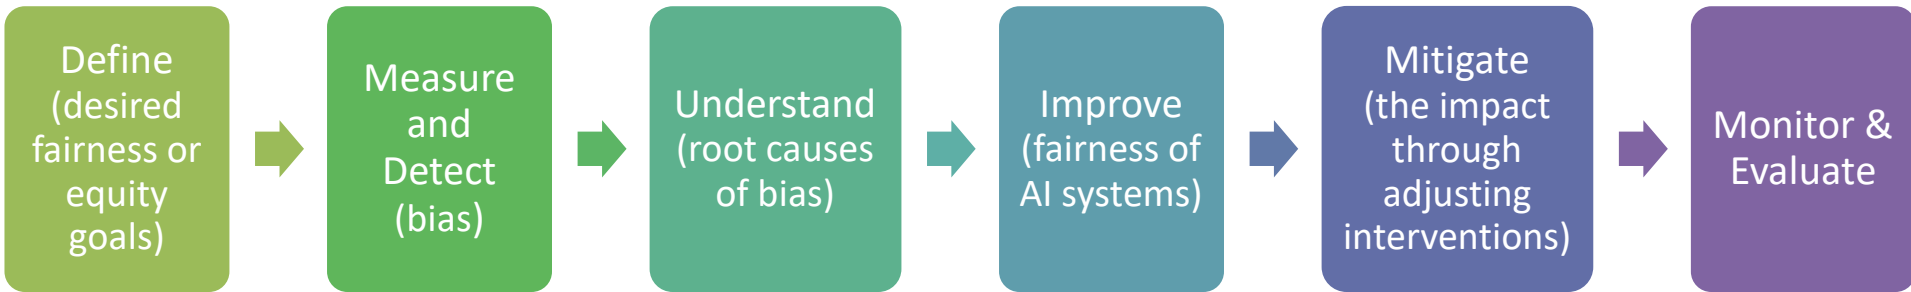 Define
(desired
fairness or
equity
goals)
Measure
and
Detect
(bias)
Understand
(root causes
of bias)
Improve
(fairness of
AI systems)
Mitigate
(the impact
through
adjusting
interventions)
Monitor &
Evaluate